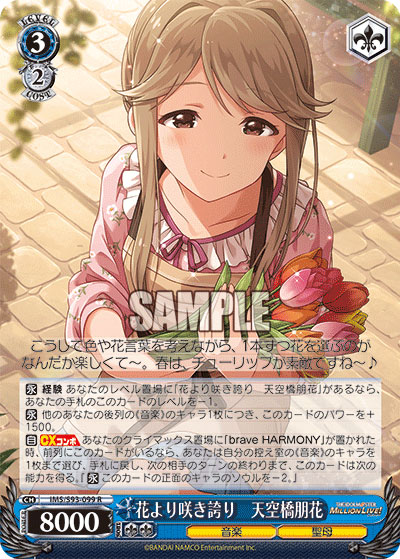 LEVEL
3
2
COST
SAMPLE
こうして色や花言葉を考えながら、1本ずつ花を選ぶのが
なんだか楽しくて~。春は、チューリップが素敵ですね~♪
永 経験 あなたのレベル置場に「花より咲き誇り 天空橋朋花」があるなら、
あなたの手札のこのカードのレベルを-1。
永 他のあなたの後列の《音楽》のキャラ1枚につき、このカードのパワーを+
1500。
自 CXコンボ あなたのクライマックス置場に「brave HARMONY」が置かれた
時、前列にこのカードがいるなら、あなたは自分の控え室の《音楽》のキャラを
1枚まで選び、手札に戻し、次の相手のターンの終わりまで、このカードは次
の能力を得る。『永 このカードの正面のキャラのソウルを-2。』
CH IMS/S93-099 R
花より咲き誇り 天空橋朋花
THE IDOLM@STER
MILLION LIVE!
POWER
8000
音楽
聖母
©BANDAI NAMCO Entertainment Inc.